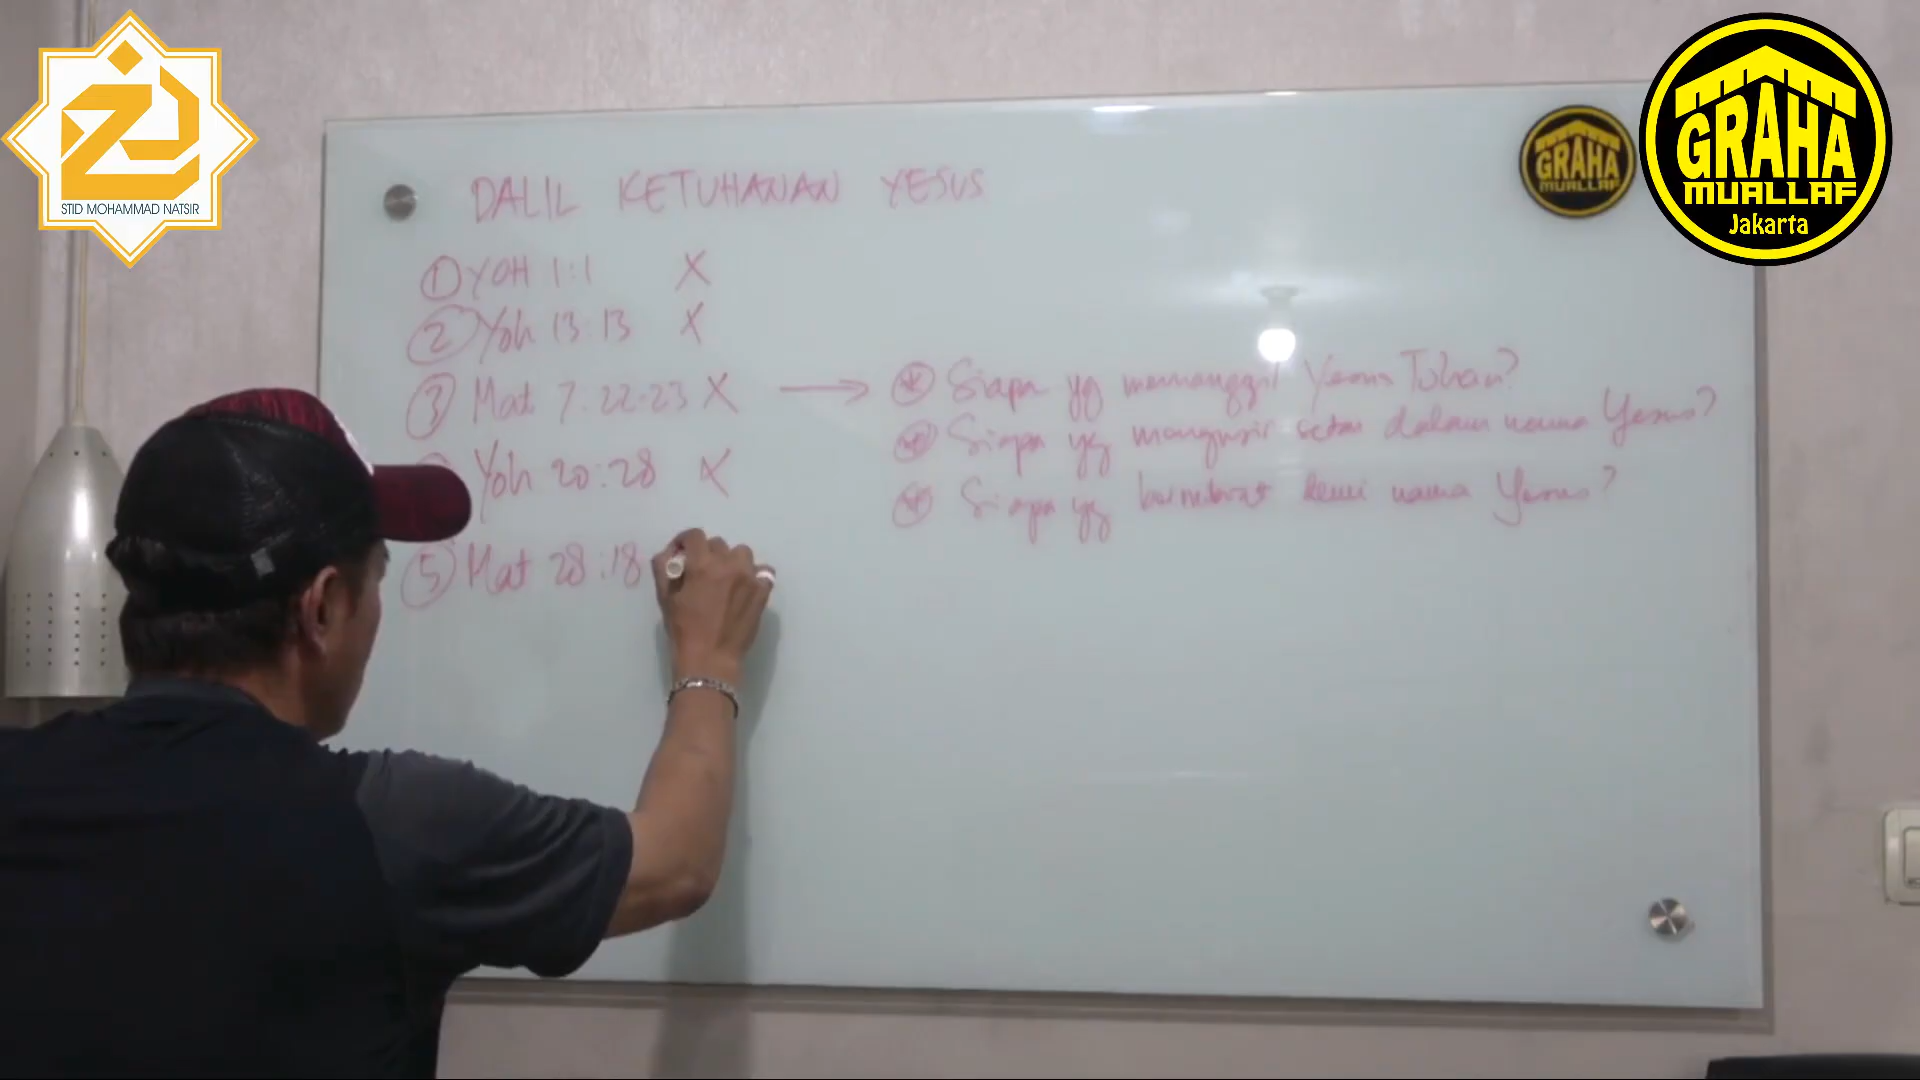 STID MOHAMMAD NATSIR
GRAHA
MUALLAF
Jakarta
GRAHA
MUALLAF
DALIL KETUHANAN YESUS
1 YOH 1:1 X
2 Yoh 13:13 X
3 Mat 7:22-23 X → * Siapa yg memanggil Yesus Tuhan?
* Siapa yg mengusir setan dalam nama Yesus?
Yoh 20:28 X
* Siapa yg bernubuat demi nama Yesus?
5 Mat 28:18